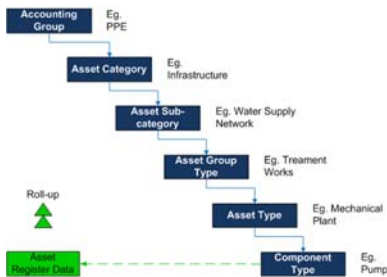 Accounting
Group
Eg.
PPE
Asset Category
Eg.
Infrastructure
Asset Sub-
category
Eg. Water Supply
Network
Asset Group
Type
Eg. Treament
Works
Asset Type
Eg. Mechanical
Plant
Roll-up
Component
Type
Eg.
Pump
Asset
Register Data